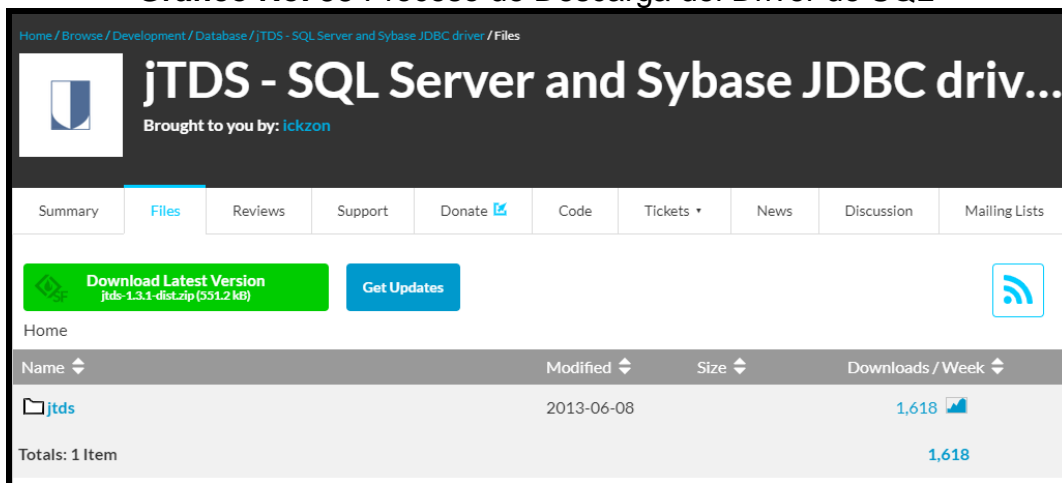 Home / Browse / Development / Database / jTDS - SQL Server and Sybase JDBC driver / Files
jTDS - SQL Server and Sybase JDBC driv...
Brought to you by: ickzon
Summary Files Reviews Support Donate Code Tickets News Discussion Mailing Lists
Download Latest Version
jtds-1.3.1-dist.zip (551.2 kB)
SF
Get Updates
Home
Name Modified Size Downloads / Week
jtds 2013-06-08 1,618
Totals: 1 Item 1,618